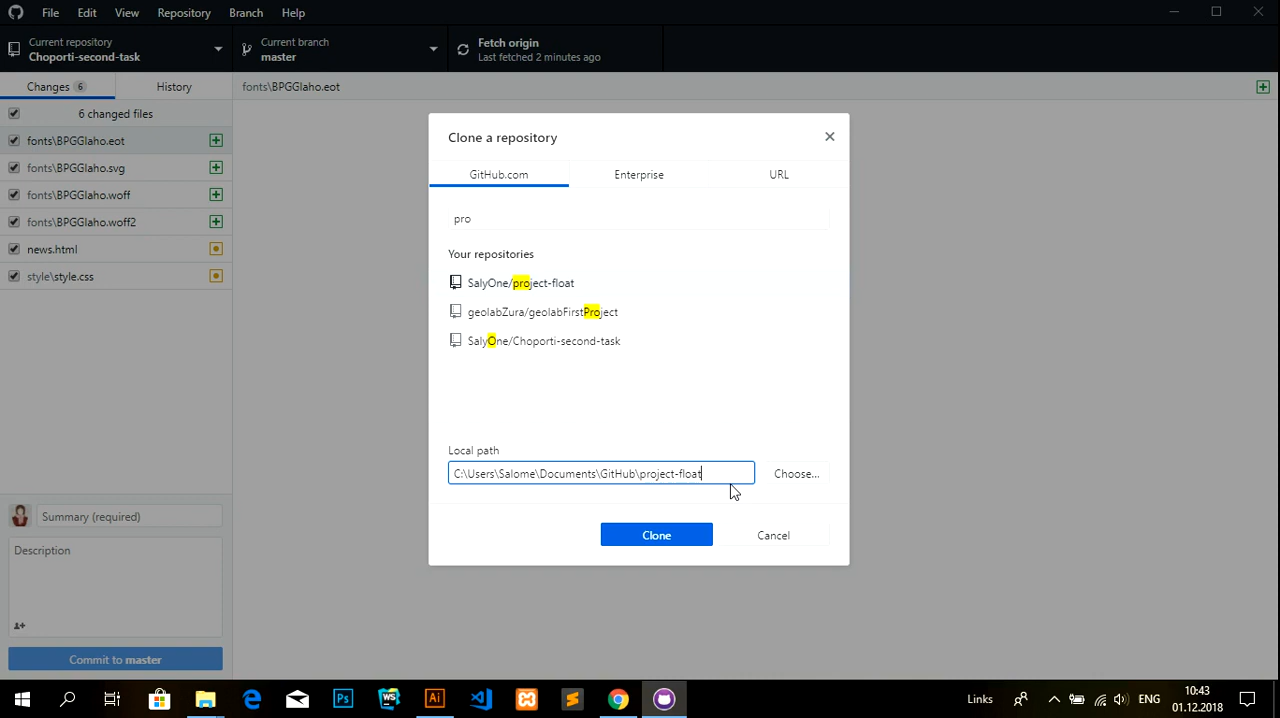 File Edit View Repository Branch Help
Current repository
Choporti-second-task
Current branch
master
Fetch origin
Last fetched 2 minutes ago
Changes 6
History
fonts\BPGGlaho.eot
6 changed files
fonts\BPGGlaho.eot
fonts\BPGGlaho.svg
fonts\BPGGlaho.woff
fonts\BPGGlaho.woff2
news.html
style\style.css
Summary (required)
Description
Commit to master
Clone a repository
GitHub.com Enterprise URL
pro
Your repositories
SalyOne/project-float
geolabZura/geolabFirstProject
SalyOne/Choporti-second-task
Local path
C:\Users\Salome\Documents\GitHub\project-float
Choose...
Clone
Cancel
Ps
WS
Ai
Links
ENG
10:43
01.12.2018